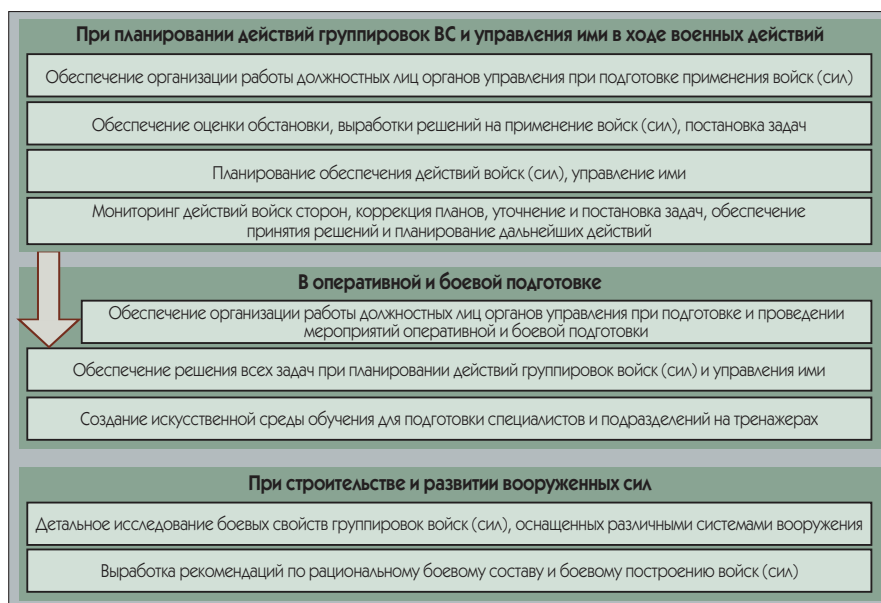 При планировании действий группировок ВС и управления ими в ходе военных действий
Обеспечение организации работы должностных лиц органов управления при подготовке применения войск (сил)
Обеспечение оценки обстановки, выработки решений на применение войск (сил), постановка задач
Планирование обеспечения действий войск (сил), управление ими
Мониторинг действий войск сторон, коррекция планов, уточнение и постановка задач, обеспечение
принятия решений и планирование дальнейших действий
В оперативной и боевой подготовке
Обеспечение организации работы должностных лиц органов управления при подготовке и проведении
мероприятий оперативной и боевой подготовки
Обеспечение решения всех задач при планировании действий группировок войск (сил) и управления ими
Создание искусственной среды обучения для подготовки специалистов и подразделений на тренажерах
При строительстве и развитии вооруженных сил
Детальное исследование боевых свойств группировок войск (сил), оснащенных различными системами вооружения
Выработка рекомендаций по рациональному боевому составу и боевому построению войск (сил)